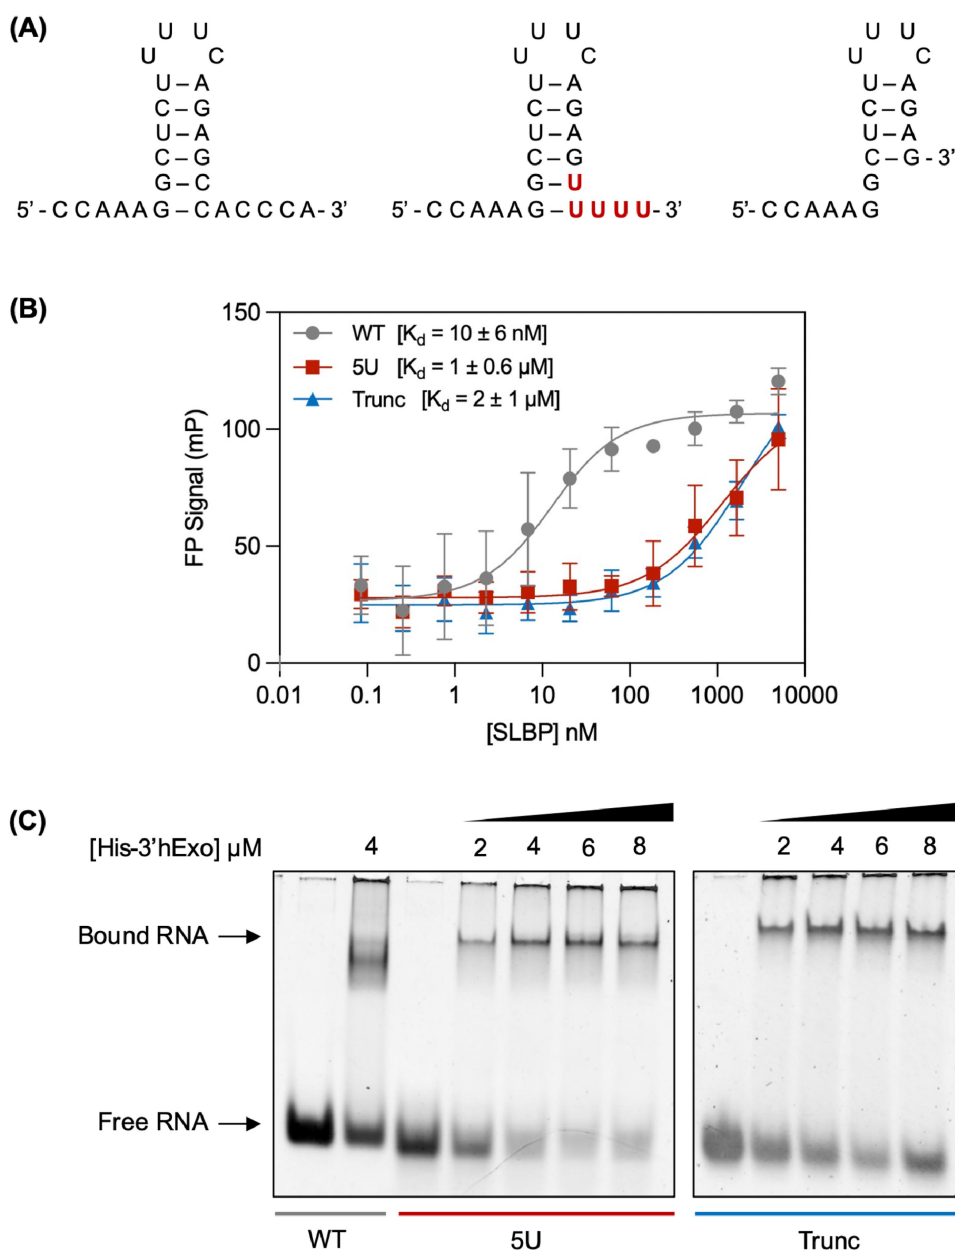 (A)
U U U U U U
U C U C U C
U – A U – A U – A
C – G C – G C – G
U – A U – A U – A
C – G C – G C – G - 3'
G – C G – U G
5' - C C A A A G – C A C C C A - 3' 5' - C C A A A G – U U U U - 3' 5' - C C A A A G
(B)
150
100
50
0
FP Signal (mP)
WT [Kd = 10 ± 6 nM]
5U [Kd = 1 ± 0.6 µM]
Trunc [Kd = 2 ± 1 µM]
0.01 0.1 1 10 100 1000 10000
[SLBP] nM
(C)
[His-3'hExo] µM 4 2 4 6 8 2 4 6 8
Bound RNA
Free RNA
WT 5U Trunc